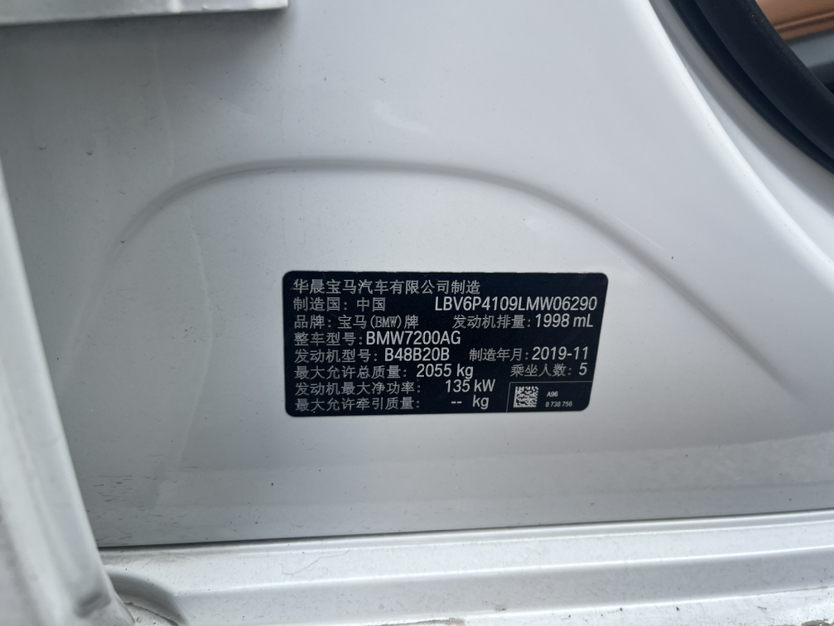 华晨宝马汽车有限公司制造
制造国: 中国 LBV6P4109LMW06290
品牌: 宝马(BMW)牌 发动机排量: 1998 mL
整车型号: BMW7200AG
发动机型号: B48B20B 制造年月: 2019-11
最大允许总质量: 2055 kg 乘坐人数: 5
发动机最大净功率: 135 kW
最大允许牵引质量: -- kg
A96
8 738 756